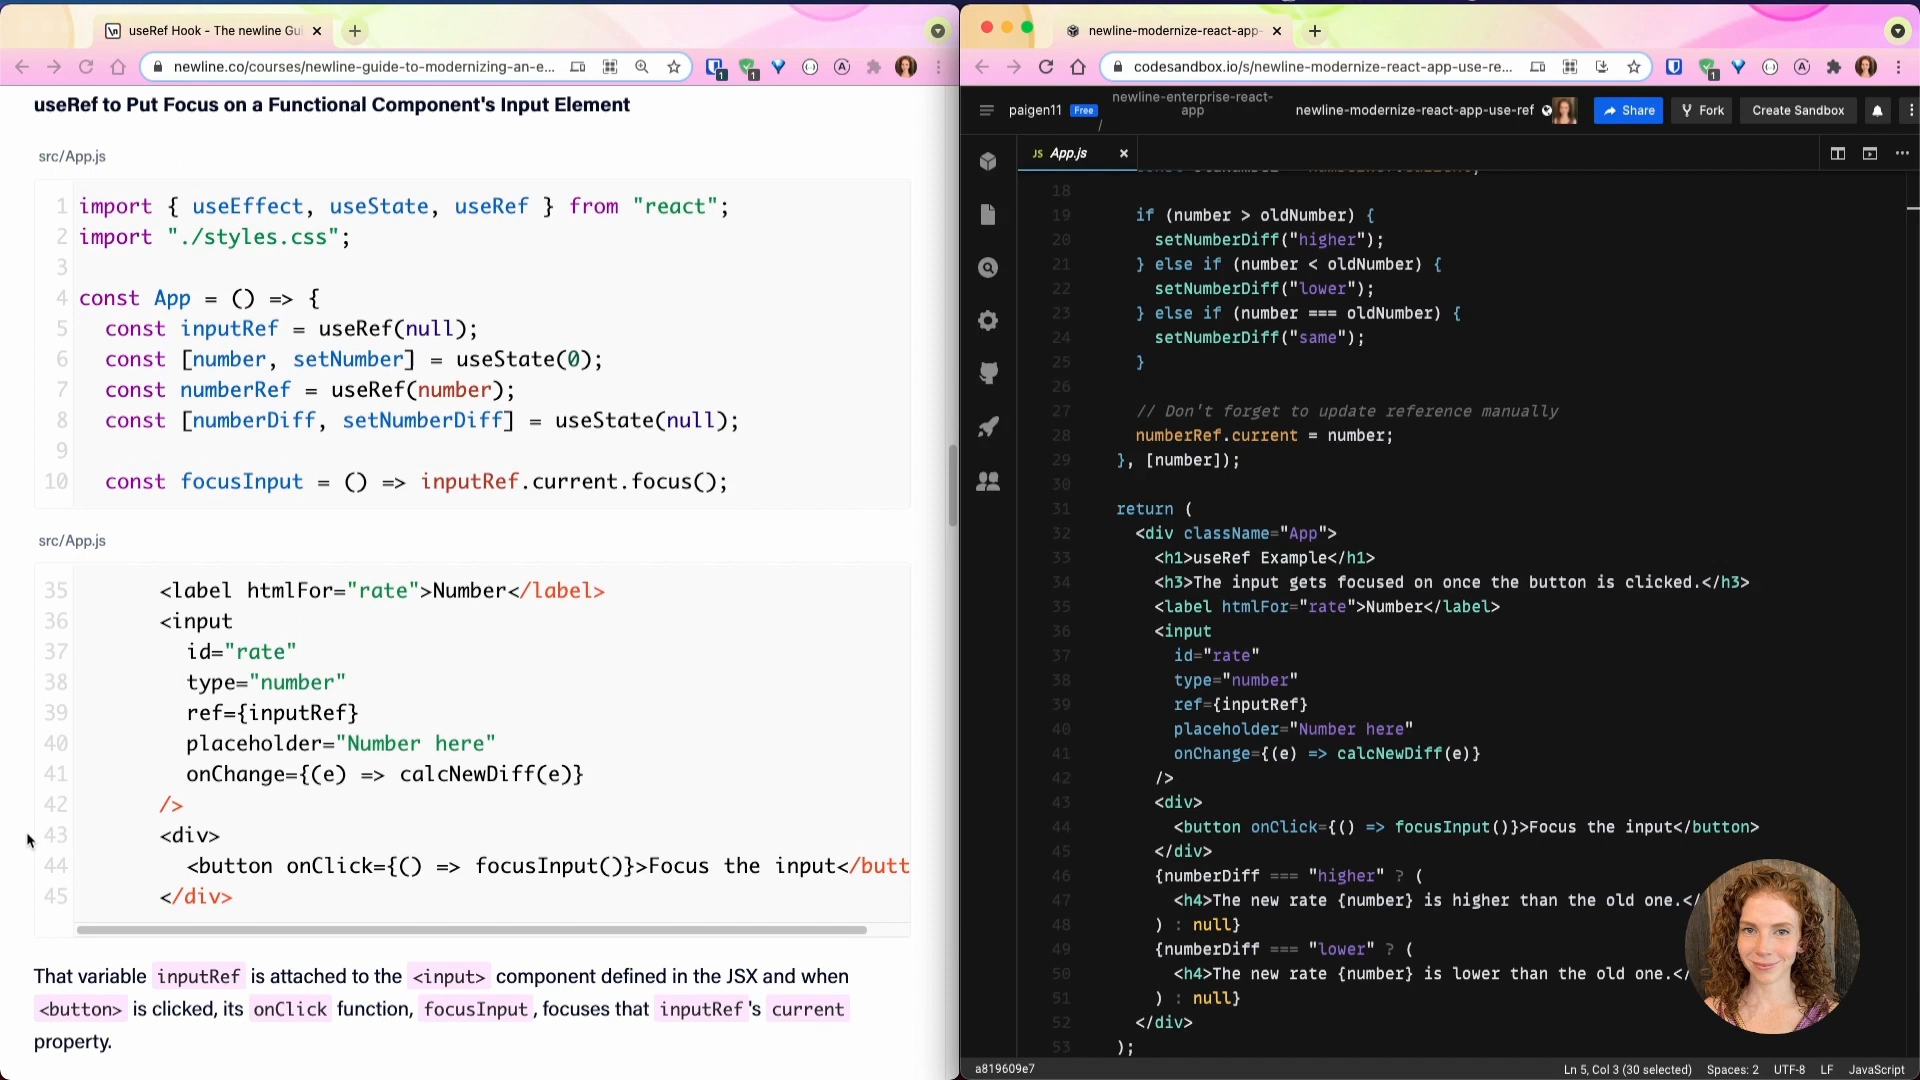 useRef Hook - The newline Gui
newline.co/courses/newline-guide-to-modernizing-an-e...
1
1
useRef to Put Focus on a Functional Component's Input Element
src/App.js
1 import { useEffect, useState, useRef } from "react";
2 import "./styles.css";
3
4 const App = () => {
5 const inputRef = useRef(null);
6 const [number, setNumber] = useState(0);
7 const numberRef = useRef(number);
8 const [numberDiff, setNumberDiff] = useState(null);
9
10 const focusInput = () => inputRef.current.focus();
src/App.js
35 <label htmlFor="rate">Number</label>
36 <input
37 id="rate"
38 type="number"
39 ref={inputRef}
40 placeholder="Number here"
41 onChange={(e) => calcNewDiff(e)}
42 />
43 <div>
44 <button onClick={() => focusInput()}>Focus the input</butt
45 </div>
That variable inputRef is attached to the <input> component defined in the JSX and when
<button> is clicked, its onClick function, focusInput, focuses that inputRef's current
property.
newline-modernize-react-app-
codesandbox.io/s/newline-modernize-react-app-use-re...
1
paigen11 Free newline-enterprise-react-
app
/
newline-modernize-react-app-use-ref
Share Fork Create Sandbox
JS App.js
18
19 if (number > oldNumber) {
20 setNumberDiff("higher");
21 } else if (number < oldNumber) {
22 setNumberDiff("lower");
23 } else if (number === oldNumber) {
24 setNumberDiff("same");
25 }
26
27 // Don't forget to update reference manually
28 numberRef.current = number;
29 }, [number]);
30
31 return (
32 <div className="App">
33 <h1>useRef Example</h1>
34 <h3>The input gets focused on once the button is clicked.</h3>
35 <label htmlFor="rate">Number</label>
36 <input
37 id="rate"
38 type="number"
39 ref={inputRef}
40 placeholder="Number here"
41 onChange={(e) => calcNewDiff(e)}
42 />
43 <div>
44 <button onClick={() => focusInput()}>Focus the input</button>
45 </div>
46 {numberDiff === "higher" ? (
47 <h4>The new rate {number} is higher than the old one.</
48 ) : null}
49 {numberDiff === "lower" ? (
50 <h4>The new rate {number} is lower than the old one.</
51 ) : null}
52 </div>
53 );
a819609e7
Ln 5, Col 3 (30 selected) Spaces: 2 UTF-8 LF JavaScript